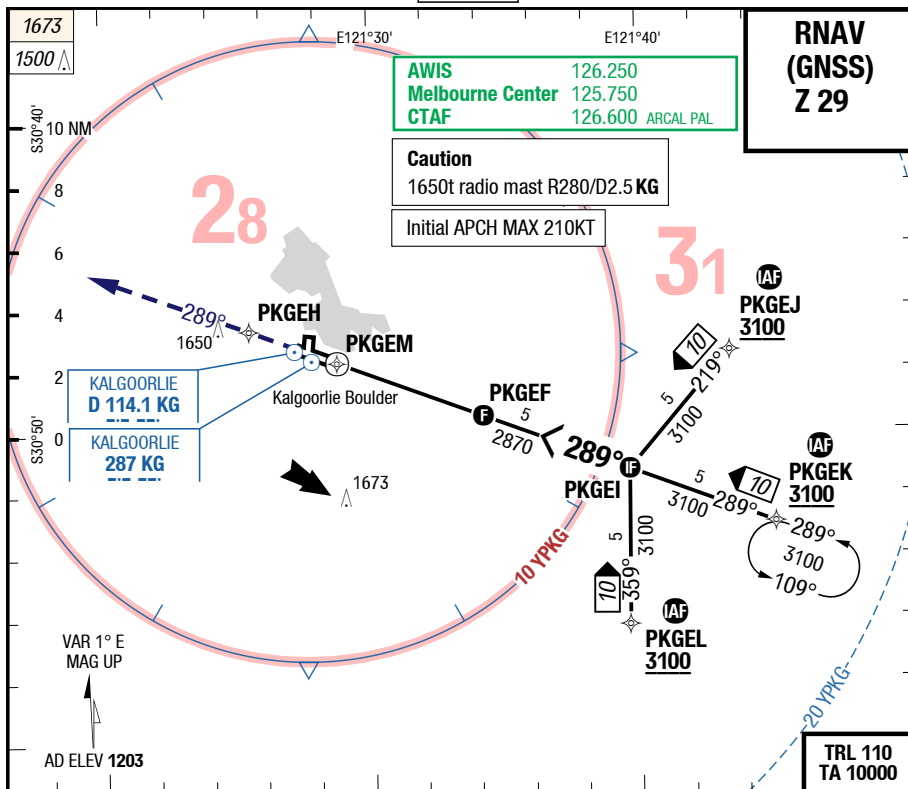 1673
1500
E121°30'
E121°40'
RNAV
(GNSS)
Z 29
AWIS 126.250
Melbourne Center 125.750
CTAF 126.600 ARCAL PAL
S30°40'
10 NM
Caution
1650t radio mast R280/D2.5 KG
Initial APCH MAX 210KT
8
28
6
31
IAF
PKGEJ
3100
4
289°
PKGEH
1650
PKGEM
10
219°
5
3100
2
KALGOORLIE
D 114.1 KG
Kalgoorlie Boulder
PKGEF
F
5
2870
S30°50'
0
KALGOORLIE
287 KG
289°
IF
PKGEI
5
3100
10
289°
IAF
PKGEK
3100
1673
289°
3100
109°
5
3100
10
359°
10 YPKG
IAF
PKGEL
3100
VAR 1° E
MAG UP
20 YPKG
AD ELEV 1203
TRL 110
TA 10000